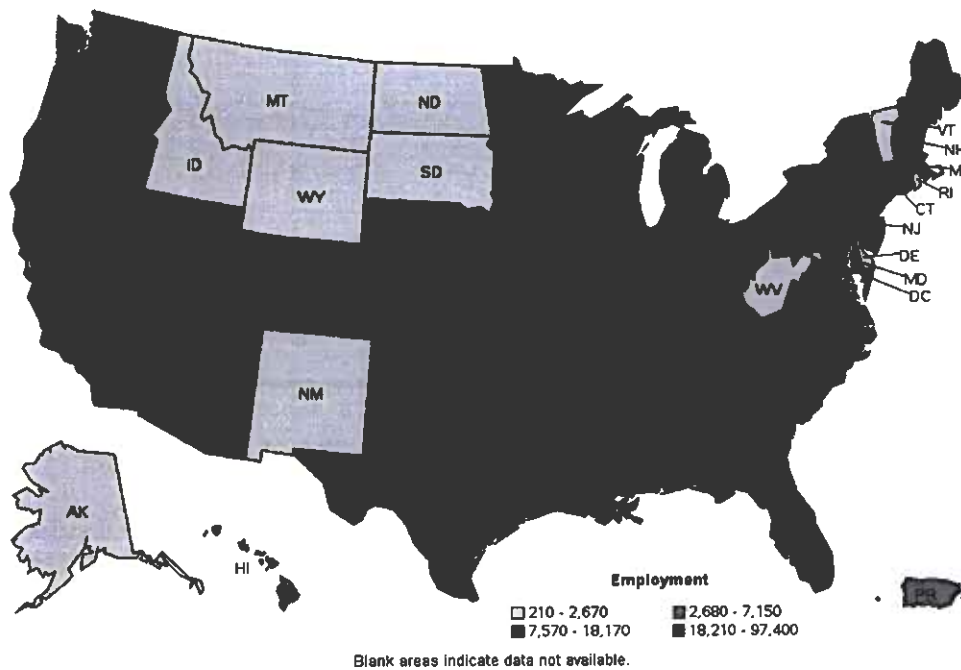 MT
ND
VT
NH
ID
SD
M
RI
WY
CT
NJ
DE
MD
WV
DC
NM
AK
HI
Employment
PR
210 - 2,670
2,680 - 7,150
7,570 - 18,170
18,210 - 97,400
Blank areas indicate data not available.